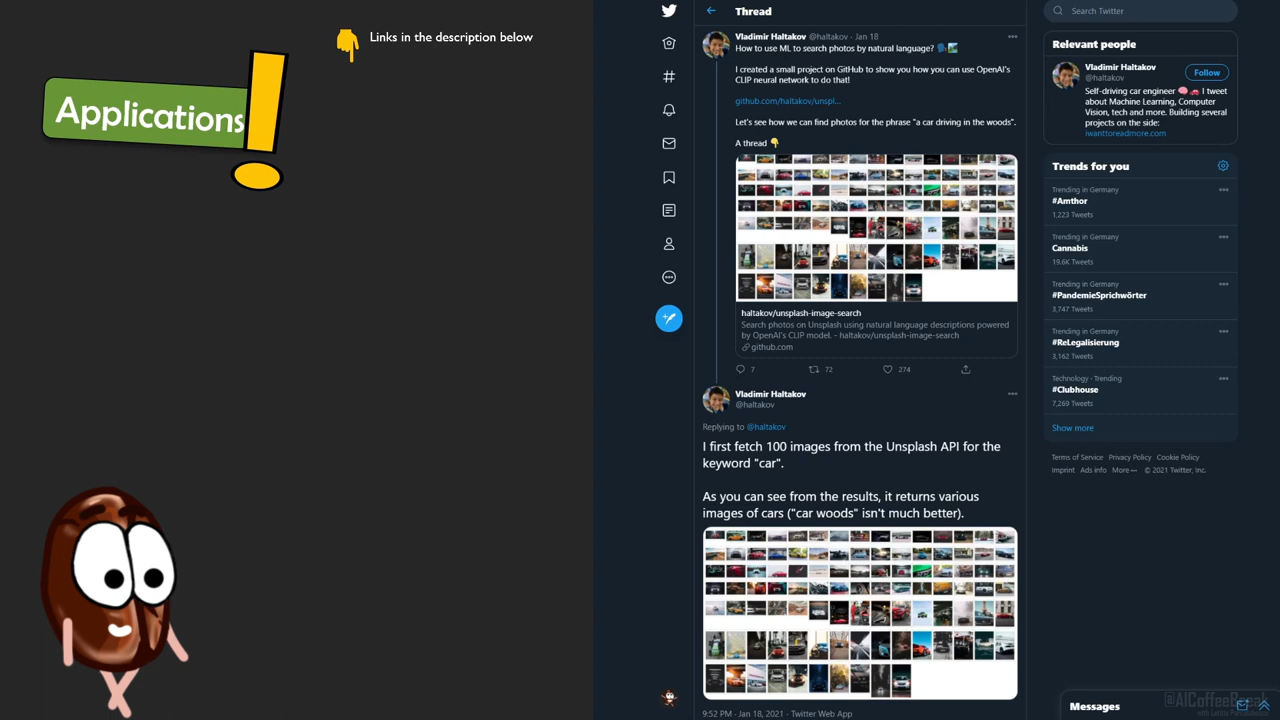 Links in the description below
Applications!
Thread
Vladimir Haltakov @haltakov · Jan 18
How to use ML to search photos by natural language?
I created a small project on GitHub to show you how you can use OpenAI's
CLIP neural network to do that!
github.com/haltakov/unspl...
Let's see how we can find photos for the phrase "a car driving in the woods".
A thread
haltakov/unsplash-image-search
Search photos on Unsplash using natural language descriptions powered
by OpenAI's CLIP model. - haltakov/unsplash-image-search
github.com
7 72 274
Vladimir Haltakov
@haltakov
Replying to @haltakov
I first fetch 100 images from the Unsplash API for the
keyword "car".
As you can see from the results, it returns various
images of cars ("car woods" isn't much better).
9:52 PM · Jan 18, 2021 · Twitter Web App
Search Twitter
Relevant people
Vladimir Haltakov
@haltakov
Follow
Self-driving car engineer I tweet
about Machine Learning, Computer
Vision, tech and more. Building several
projects on the side:
iwanttoreadmore.com
Trends for you
Trending in Germany
#Amthor
1,223 Tweets
Trending in Germany
Cannabis
19.6K Tweets
Trending in Germany
#PandemieSprichwörter
3,747 Tweets
Trending in Germany
#ReLegalisierung
3,162 Tweets
Technology · Trending
#Clubhouse
7,269 Tweets
Show more
Terms of Service Privacy Policy Cookie Policy
Imprint Ads info More ··· © 2021 Twitter, Inc.
@AICoffeeBreak
Messages